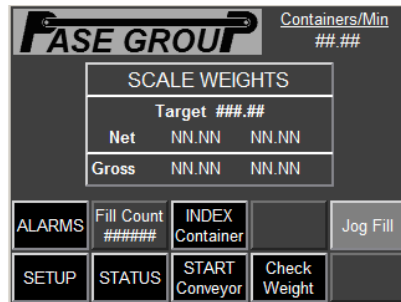 PASE GROUP
Containers/Min
##.##
SCALE WEIGHTS
Target ###.##
Net NN.NN NN.NN
Gross NN.NN NN.NN
ALARMS
Fill Count
######
INDEX
Container
Jog Fill
SETUP
STATUS
START
Conveyor
Check
Weight